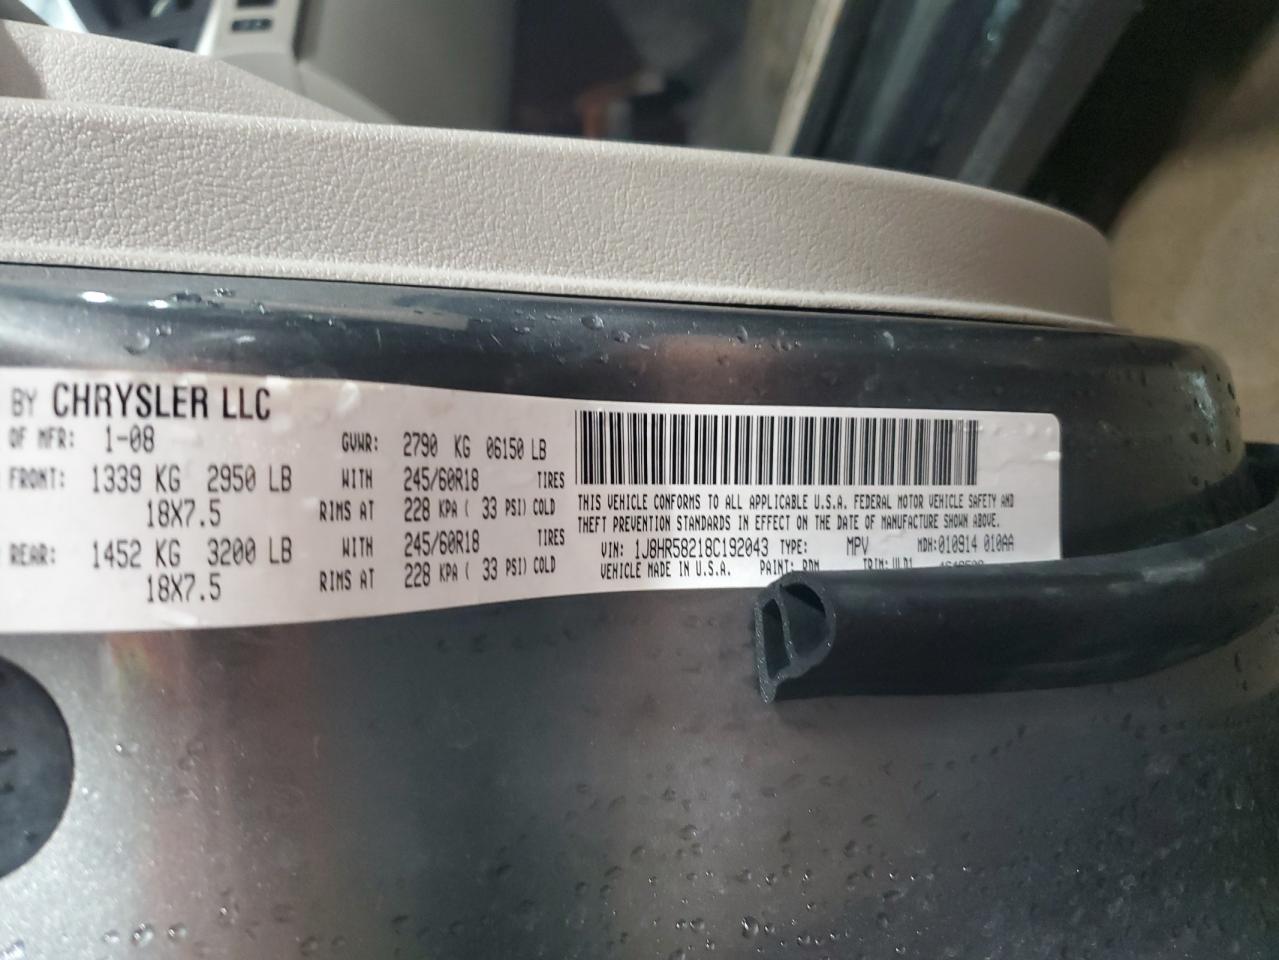 BY CHRYSLER LLC
OF MFR: 1-08 GVWR: 2790 KG 06150 LB
FRONT: 1339 KG 2950 LB WITH 245/60R18 TIRES
18X7.5 RIMS AT 228 KPA ( 33 PSI) COLD
REAR: 1452 KG 3200 LB WITH 245/60R18 TIRES
18X7.5 RIMS AT 228 KPA ( 33 PSI) COLD
THIS VEHICLE CONFORMS TO ALL APPLICABLE U.S.A. FEDERAL MOTOR VEHICLE SAFETY AND
THEFT PREVENTION STANDARDS IN EFFECT ON THE DATE OF MANUFACTURE SHOWN ABOVE.
VIN: 1J8HR58218C192043 TYPE: MPV MDH:010914 010AA
VEHICLE MADE IN U.S.A. PAINT: TRIM: